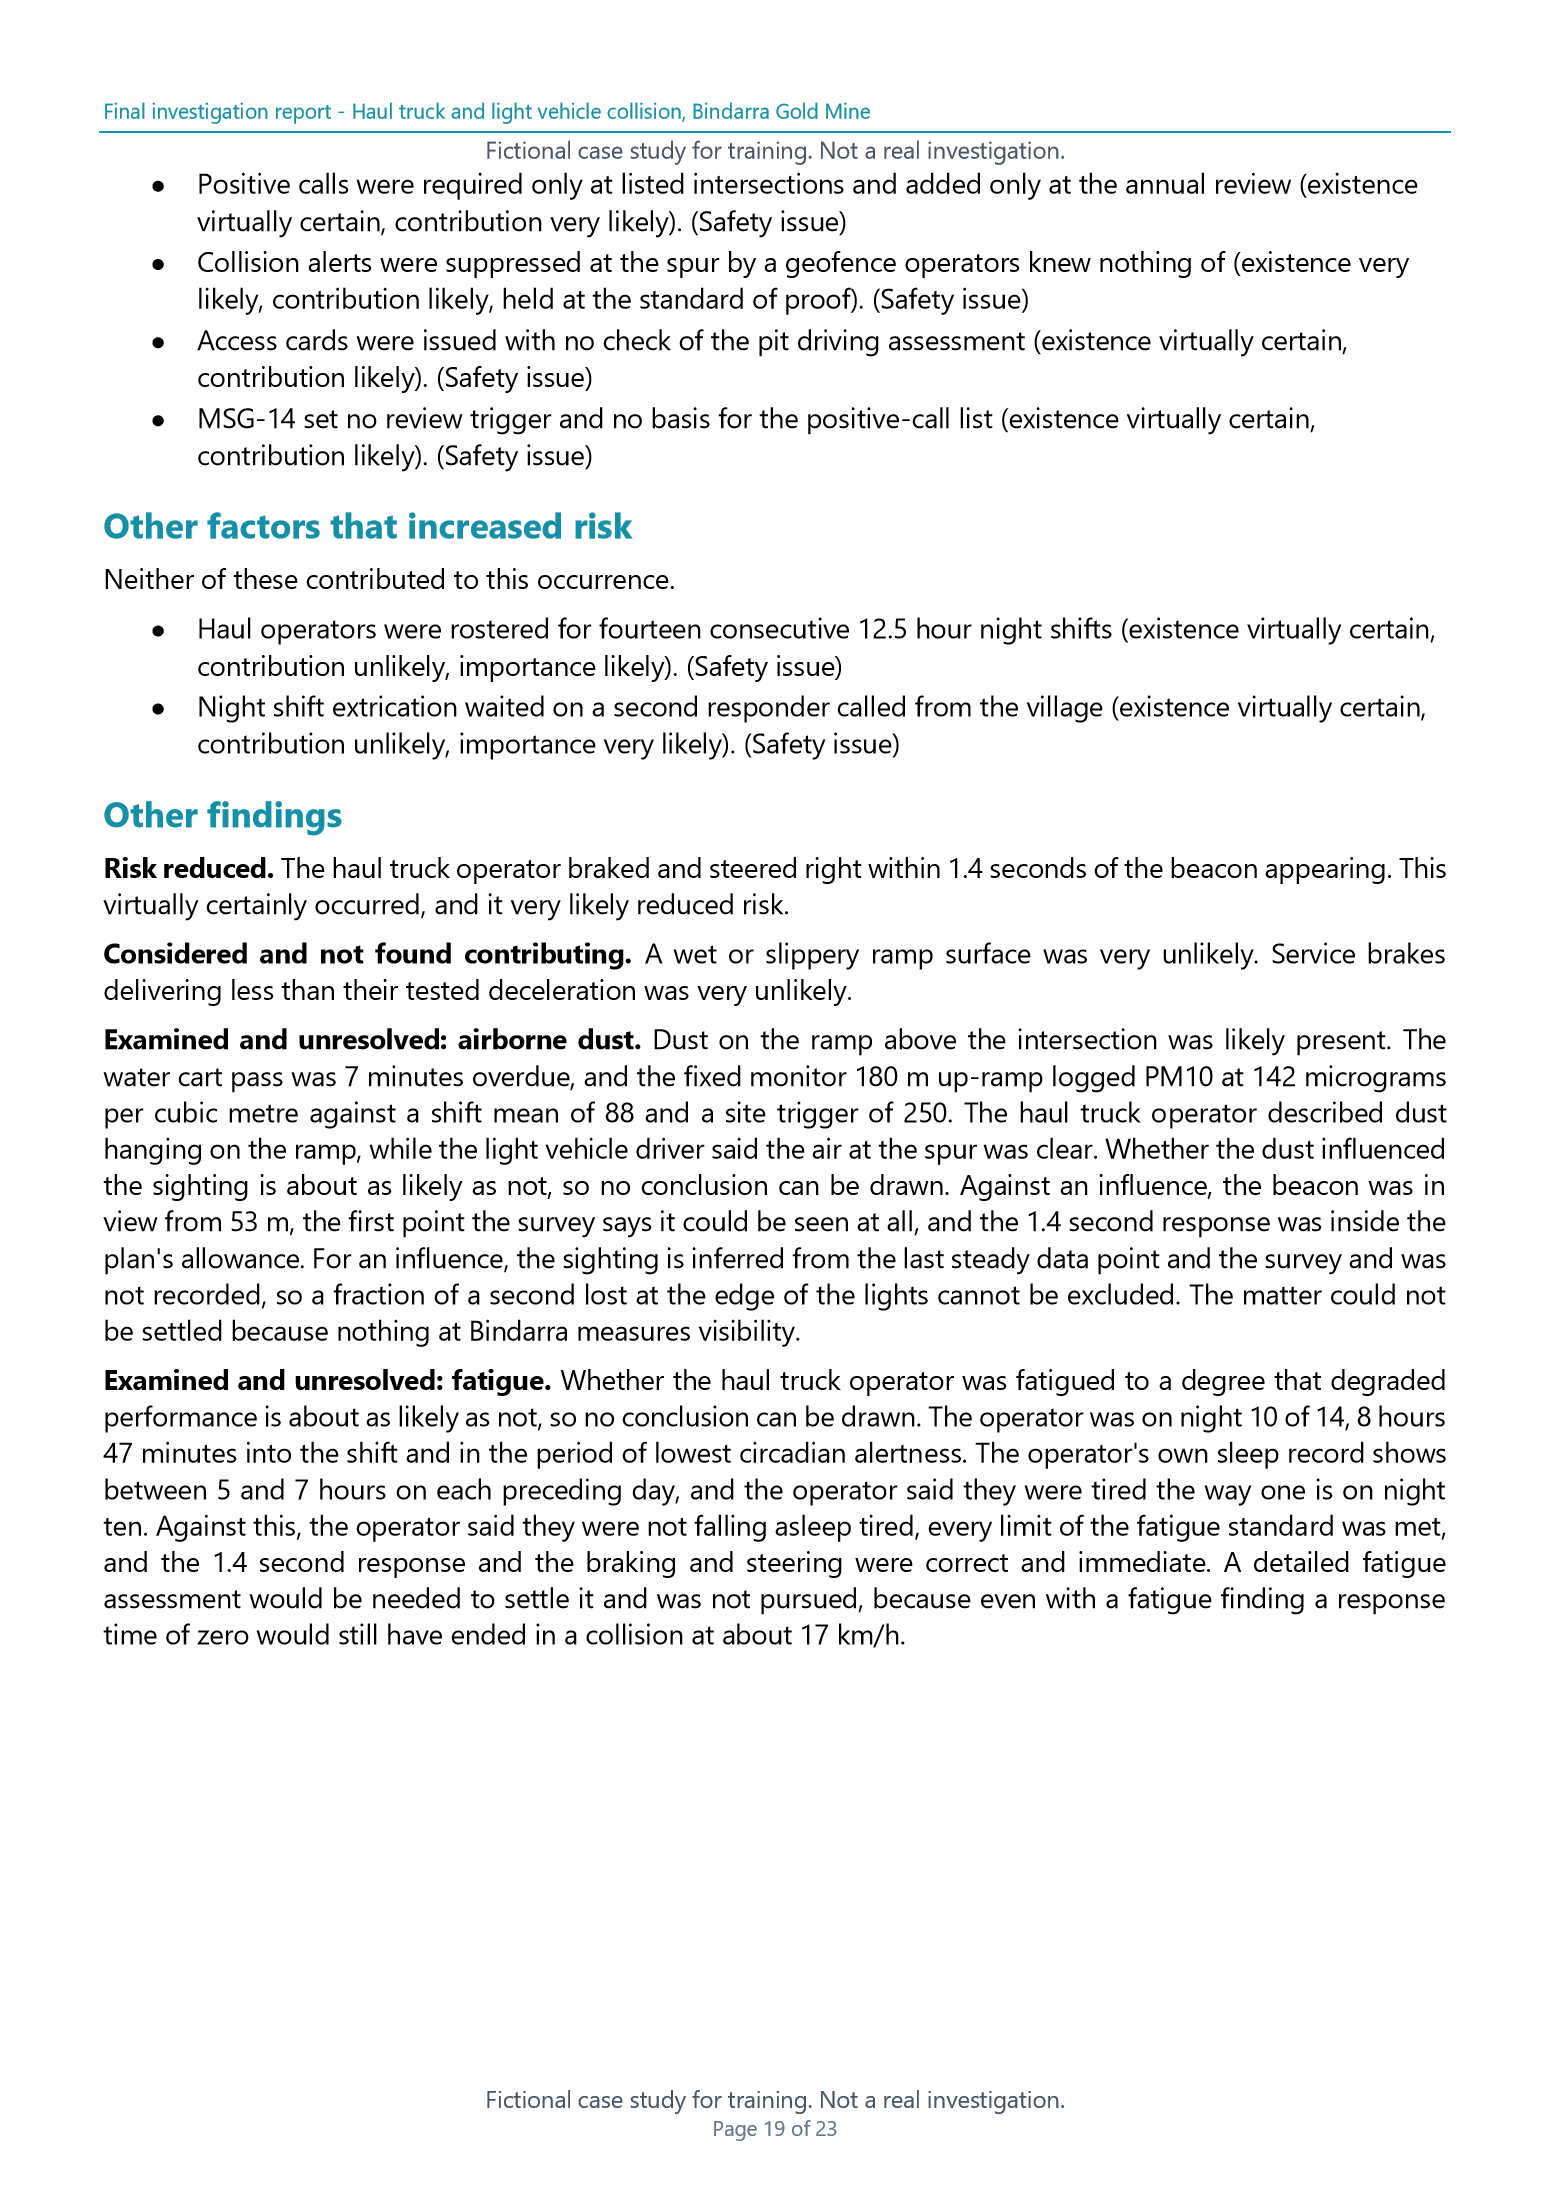 Final investigation report - Haul truck and light vehicle collision, Bindarra Gold Mine
Fictional case study for training. Not a real investigation.
● Positive calls were required only at listed intersections and added only at the annual review (existence
virtually certain, contribution very likely). (Safety issue)
● Collision alerts were suppressed at the spur by a geofence operators knew nothing of (existence very
likely, contribution likely, held at the standard of proof). (Safety issue)
● Access cards were issued with no check of the pit driving assessment (existence virtually certain,
contribution likely). (Safety issue)
● MSG-14 set no review trigger and no basis for the positive-call list (existence virtually certain,
contribution likely). (Safety issue)
Other factors that increased risk
Neither of these contributed to this occurrence.
● Haul operators were rostered for fourteen consecutive 12.5 hour night shifts (existence virtually certain,
contribution unlikely, importance likely). (Safety issue)
● Night shift extrication waited on a second responder called from the village (existence virtually certain,
contribution unlikely, importance very likely). (Safety issue)
Other findings
Risk reduced. The haul truck operator braked and steered right within 1.4 seconds of the beacon appearing. This
virtually certainly occurred, and it very likely reduced risk.
Considered and not found contributing. A wet or slippery ramp surface was very unlikely. Service brakes
delivering less than their tested deceleration was very unlikely.
Examined and unresolved: airborne dust. Dust on the ramp above the intersection was likely present. The
water cart pass was 7 minutes overdue, and the fixed monitor 180 m up-ramp logged PM10 at 142 micrograms
per cubic metre against a shift mean of 88 and a site trigger of 250. The haul truck operator described dust
hanging on the ramp, while the light vehicle driver said the air at the spur was clear. Whether the dust influenced
the sighting is about as likely as not, so no conclusion can be drawn. Against an influence, the beacon was in
view from 53 m, the first point the survey says it could be seen at all, and the 1.4 second response was inside the
plan's allowance. For an influence, the sighting is inferred from the last steady data point and the survey and was
not recorded, so a fraction of a second lost at the edge of the lights cannot be excluded. The matter could not
be settled because nothing at Bindarra measures visibility.
Examined and unresolved: fatigue. Whether the haul truck operator was fatigued to a degree that degraded
performance is about as likely as not, so no conclusion can be drawn. The operator was on night 10 of 14, 8 hours
47 minutes into the shift and in the period of lowest circadian alertness. The operator's own sleep record shows
between 5 and 7 hours on each preceding day, and the operator said they were tired the way one is on night
ten. Against this, the operator said they were not falling asleep tired, every limit of the fatigue standard was met,
and the 1.4 second response and the braking and steering were correct and immediate. A detailed fatigue
assessment would be needed to settle it and was not pursued, because even with a fatigue finding a response
time of zero would still have ended in a collision at about 17 km/h.
Fictional case study for training. Not a real investigation.
Page 19 of 23